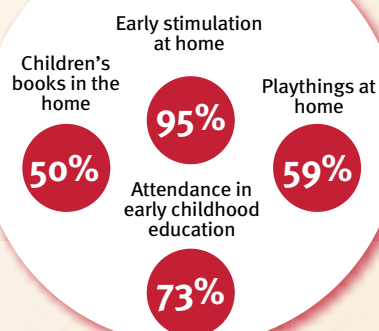 Early stimulation
at home
95%
Children’s
books in the
home
50%
Playthings at
home
59%
Attendance in
early childhood
education
73%